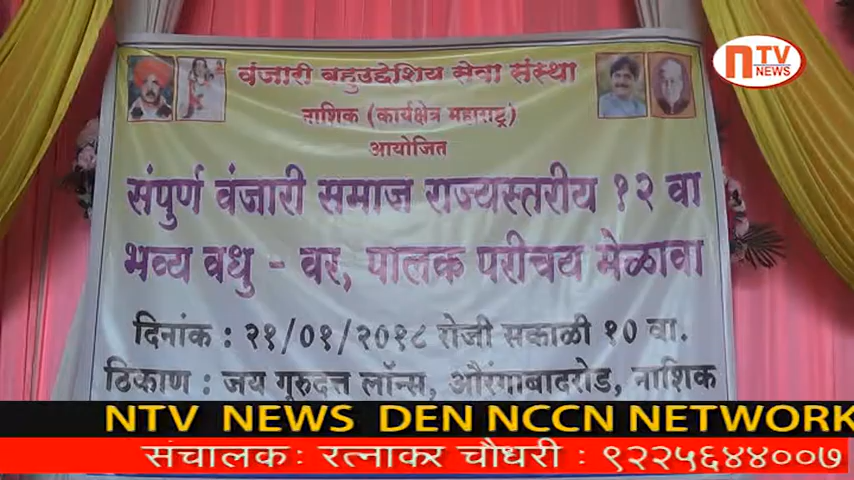 NTV
NEWS
वंजारी बहुउद्देशिय सेवा संस्था
नाशिक (कार्यक्षेत्र महाराष्ट्र)
आयोजित
संपुर्ण वंजारी समाज राज्यस्तरीय १२ वा
भव्य वधु - वर, पालक परीचय मेळावा
दिनांक : २१/०१/२०१८ रोजी सकाळी १० वा.
ठिकाण : जय गुरुदत्त लॉन्स, औरंगाबादरोड, नाशिक
NTV NEWS DEN NCCN NETWORK
संचालक: रत्नाकर चौधरी : ९२२५६४४००७